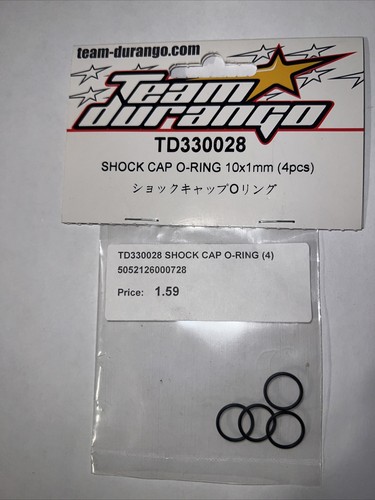 team-durango.com
Team
durango
TD330028
SHOCK CAP O-RING 10x1mm (4pcs)
ショックキャップOリング
TD330028 SHOCK CAP O-RING (4)
5052126000728
Price: 1.59